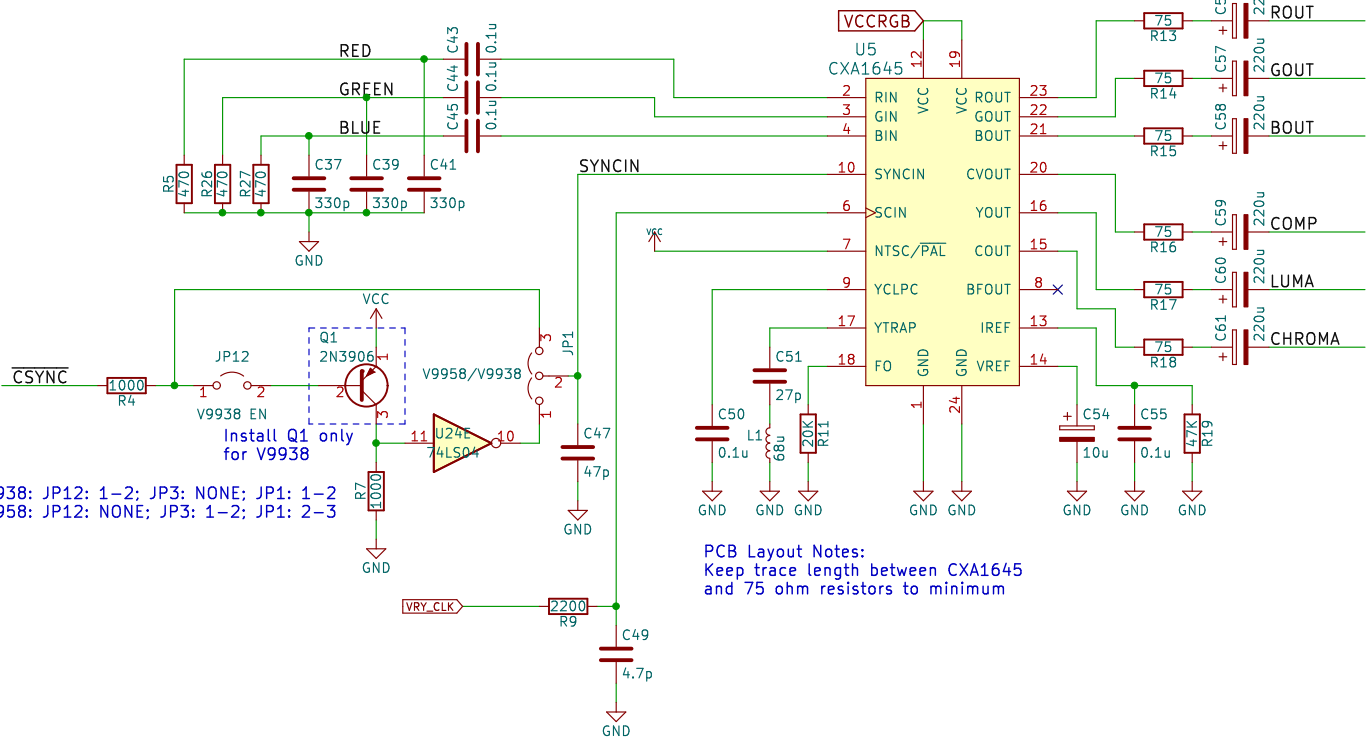 VCCRGB
U5
CXA1645
RED
GREEN
BLUE
C43
0.1u
C44
0.1u
C45
0.1u
R5
470
R26
470
R27
470
C37
330p
C39
330p
C41
330p
GND
SYNCIN
2
3
4
10
6
7
9
17
18
RIN
GIN
BIN
SYNCIN
SCIN
NTSC/PAL
YCLPC
YTRAP
FO
12
VCC
19
VCC
ROUT
GOUT
BOUT
CVOUT
YOUT
COUT
BFOUT
IREF
VREF
23
22
21
20
16
15
8
13
14
GND
1
GND
24
75
R13
ROUT
75
R14
C57
220u
GOUT
75
R15
C58
220u
BOUT
75
R16
C59
220u
COMP
75
R17
C60
220u
LUMA
75
R18
C61
220u
CHROMA
VCC
CSYNC
1000
R4
JP12
1
2
V9938 EN
VCC
Q1
2N3906
1
2
3
Install Q1 only
for V9938
938: JP12: 1-2; JP3: NONE; JP1: 1-2
958: JP12: NONE; JP3: 1-2; JP1: 2-3
R7
1000
GND
11
U24E
74LS04
10
V9958/V9938
JP1
3
2
1
C47
47p
GND
VRY_CLK
2200
R9
C49
4.7p
GND
C50
0.1u
GND
C51
27p
L1
68u
GND
20K
R11
GND
GND
GND
C54
10u
GND
C55
0.1u
GND
47K
R19
GND
PCB Layout Notes:
Keep trace length between CXA1645
and 75 ohm resistors to minimum